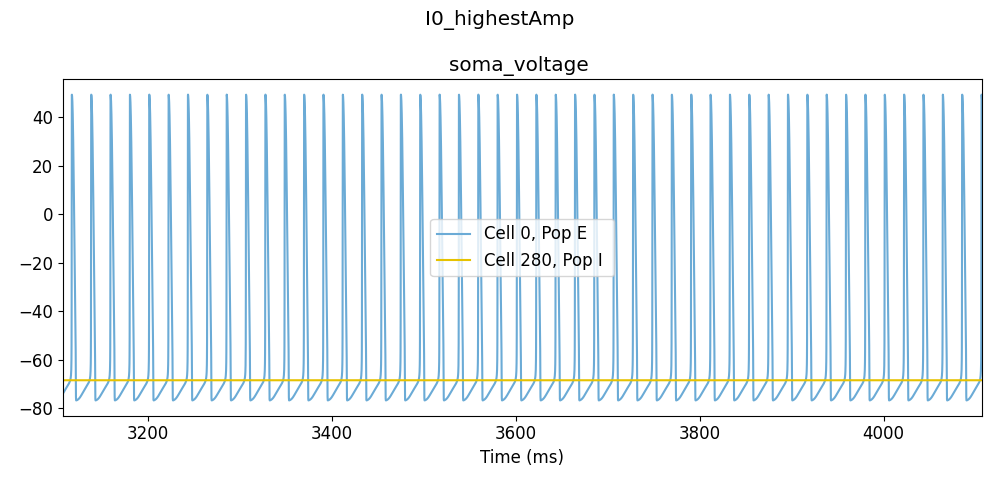 I0_highestAmp
soma_voltage
40
20
0
−20
−40
−60
−80
Cell 0, Pop E
Cell 280, Pop I
3200
3400
3600
3800
4000
Time (ms)